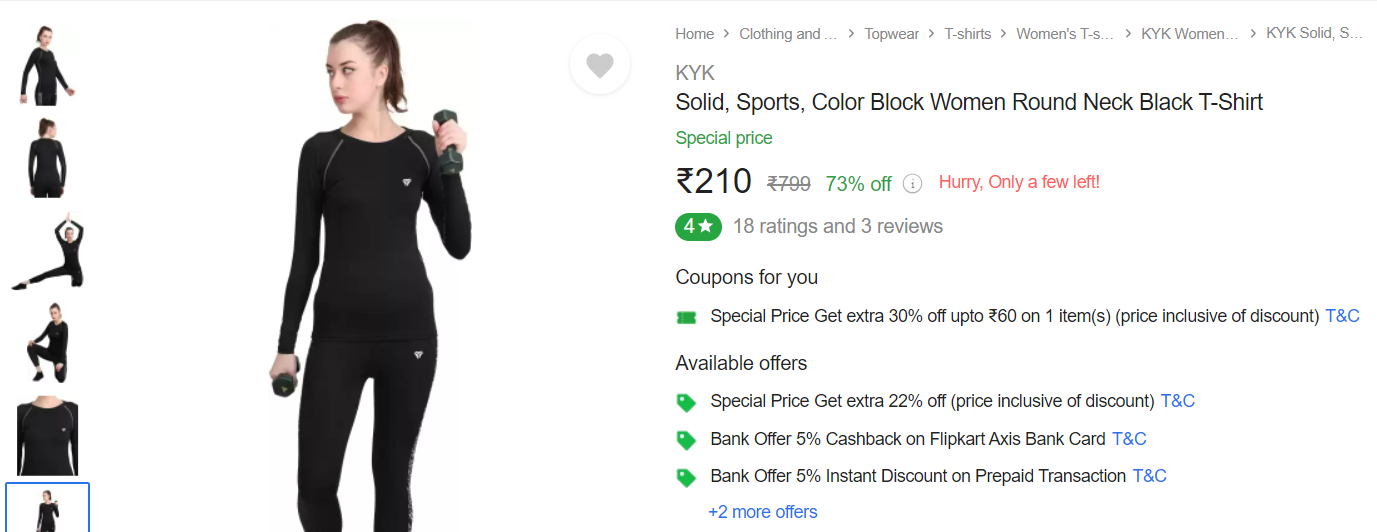 Home > Clothing and ... > Topwear > T-shirts > Women's T-s... > KYK Women... > KYK Solid, S...
KYK
Solid, Sports, Color Block Women Round Neck Black T-Shirt
Special price
₹210 ₹799 73% off i Hurry, Only a few left!
4★ 18 ratings and 3 reviews
Coupons for you
Special Price Get extra 30% off upto ₹60 on 1 item(s) (price inclusive of discount) T&C
Available offers
Special Price Get extra 22% off (price inclusive of discount) T&C
Bank Offer 5% Cashback on Flipkart Axis Bank Card T&C
Bank Offer 5% Instant Discount on Prepaid Transaction T&C
+2 more offers